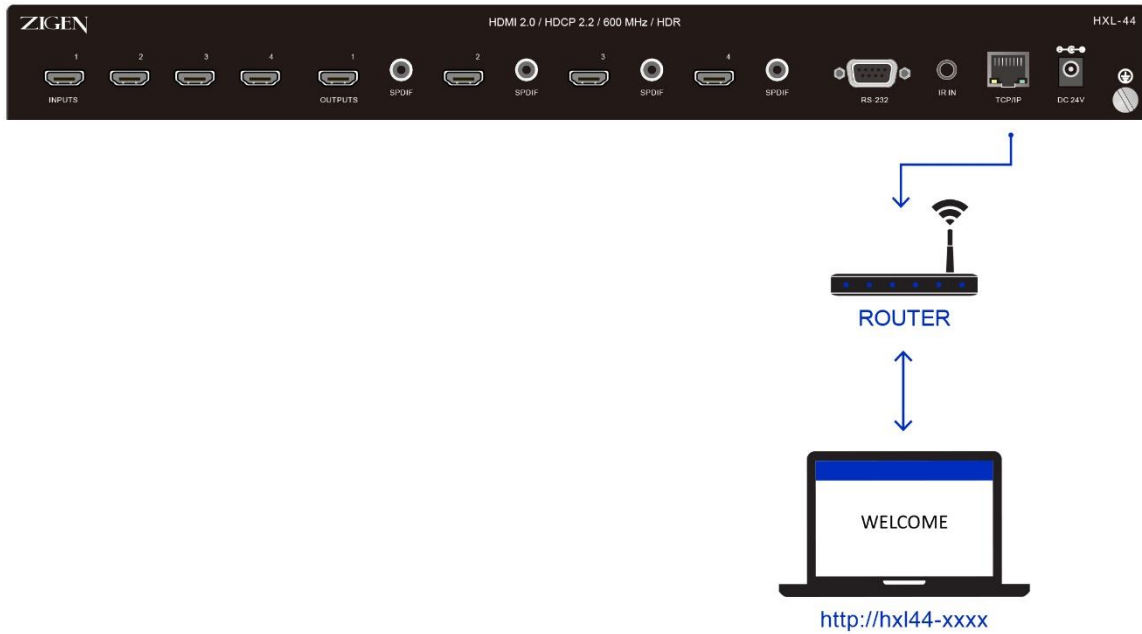 ZIGEN
HDMI 2.0 / HDCP 2.2 / 600 MHz / HDR
HXL-44
1 2 3 4 1 2 3 4
INPUTS OUTPUTS SPDIF SPDIF SPDIF SPDIF RS-232 IR IN TCP/IP DC 24V
ROUTER
WELCOME
http://hxl44-xxxx